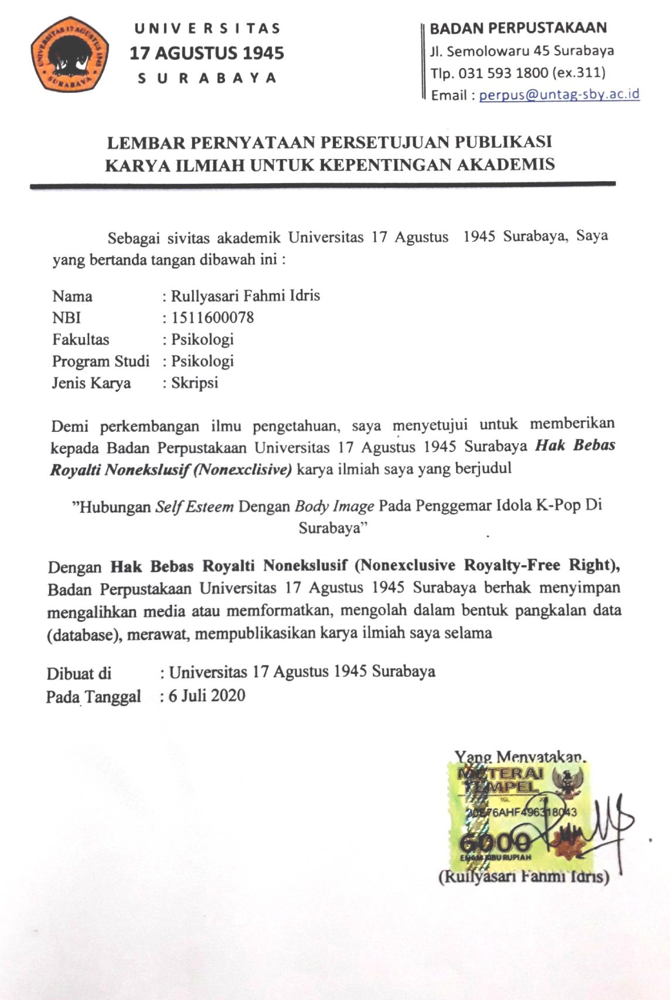 UNIVERSITAS 17 AGUSTUS 1945
SURABAYA
UNIVERSITAS
17 AGUSTUS 1945
SURABAYA
BADAN PERPUSTAKAAN
Jl. Semolowaru 45 Surabaya
Tlp. 031 593 1800 (ex.311)
Email : perpus@untag-sby.ac.id
LEMBAR PERNYATAAN PERSETUJUAN PUBLIKASI
KARYA ILMIAH UNTUK KEPENTINGAN AKADEMIS
Sebagai sivitas akademik Universitas 17 Agustus 1945 Surabaya, Saya
yang bertanda tangan dibawah ini :
Nama : Rullyasari Fahmi Idris
NBI : 1511600078
Fakultas : Psikologi
Program Studi : Psikologi
Jenis Karya : Skripsi
Demi perkembangan ilmu pengetahuan, saya menyetujui untuk memberikan
kepada Badan Perpustakaan Universitas 17 Agustus 1945 Surabaya Hak Bebas
Royalti Nonekslusif (Nonexclisive) karya ilmiah saya yang berjudul
”Hubungan Self Esteem Dengan Body Image Pada Penggemar Idola K-Pop Di
Surabaya”
Dengan Hak Bebas Royalti Nonekslusif (Nonexclusive Royalty-Free Right),
Badan Perpustakaan Universitas 17 Agustus 1945 Surabaya berhak menyimpan
mengalihkan media atau memformatkan, mengolah dalam bentuk pangkalan data
(database), merawat, mempublikasikan karya ilmiah saya selama
Dibuat di : Universitas 17 Agustus 1945 Surabaya
Pada Tanggal : 6 Juli 2020
Yang Menyatakan,
METERAI
TEMPEL
TGL
6000
ENAM RIBU RUPIAH
(Rullyasari Fahmi Idris)